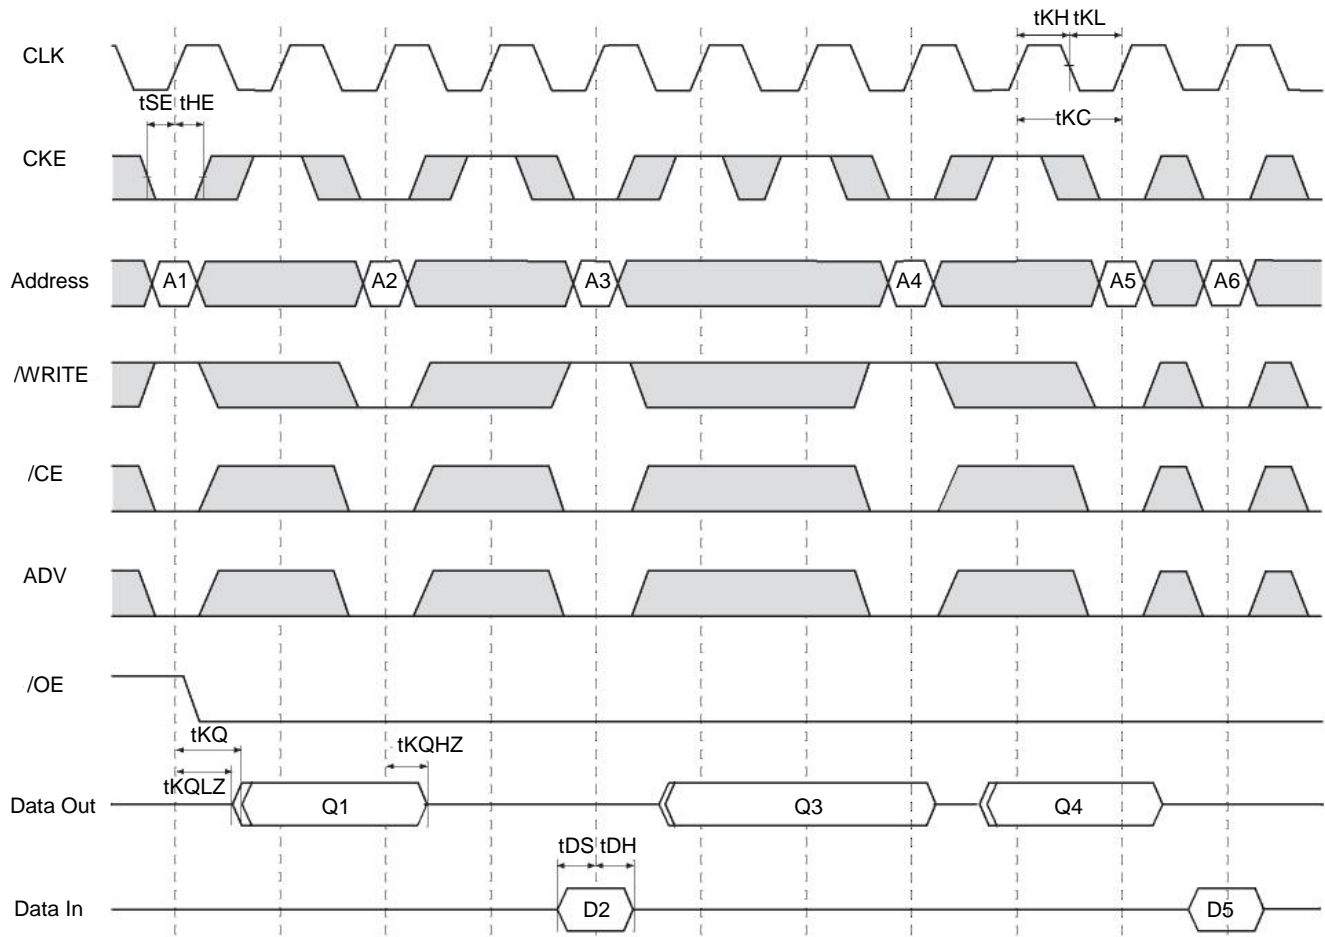 tKH tKL
CLK
tSE tHE
tKC
CKE
Address A1 A2 A3 A4 A5 A6
/WRITE
/CE
ADV
/OE
tKQ
tKQHZ
tKQLZ
Data Out Q1 Q3 Q4
tDS tDH
Data In D2 D5